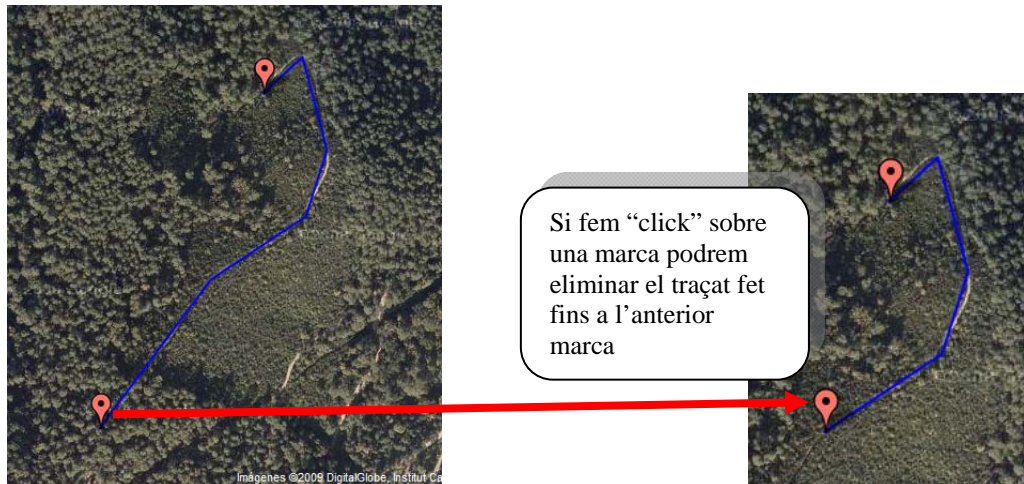 Si fem “click” sobre
una marca podrem
eliminar el traçat fet
fins a l’anterior
marca
Imágenes ©2009 DigitalGlobe, Institut Ca